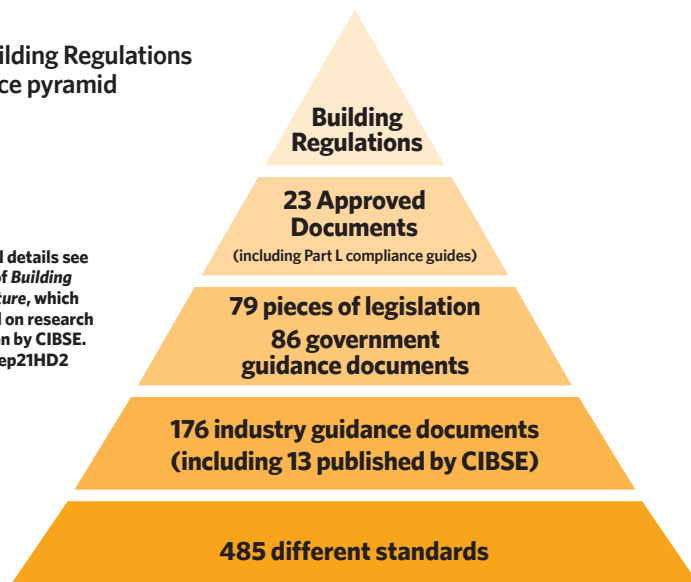 ilding Regulations
ce pyramid
l details see
f Building
ture, which
l on research
n by CIBSE.
ep21HD2
Building
Regulations
23 Approved
Documents
(including Part L compliance guides)
79 pieces of legislation
86 government
guidance documents
176 industry guidance documents
(including 13 published by CIBSE)
485 different standards